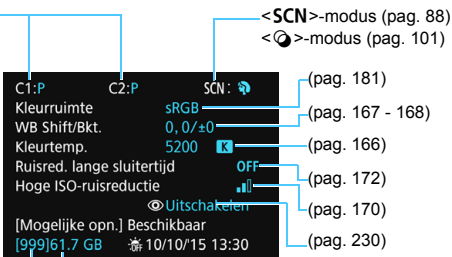 <SCN>-modus (pag. 88)
< >-modus (pag. 101)
C1:P C2:P SCN:
Kleurruimte sRGB (pag. 181)
WB Shift/Bkt. 0,0/±0 (pag. 167 - 168)
Kleurtemp. 5200 K (pag. 166)
Ruisred. lange sluitertijd OFF (pag. 172)
Hoge ISO-ruisreductie (pag. 170)
Uitschakelen (pag. 230)
[Mogelijke opn.] Beschikbaar
[999]61.7 GB 10/10/'15 13:30